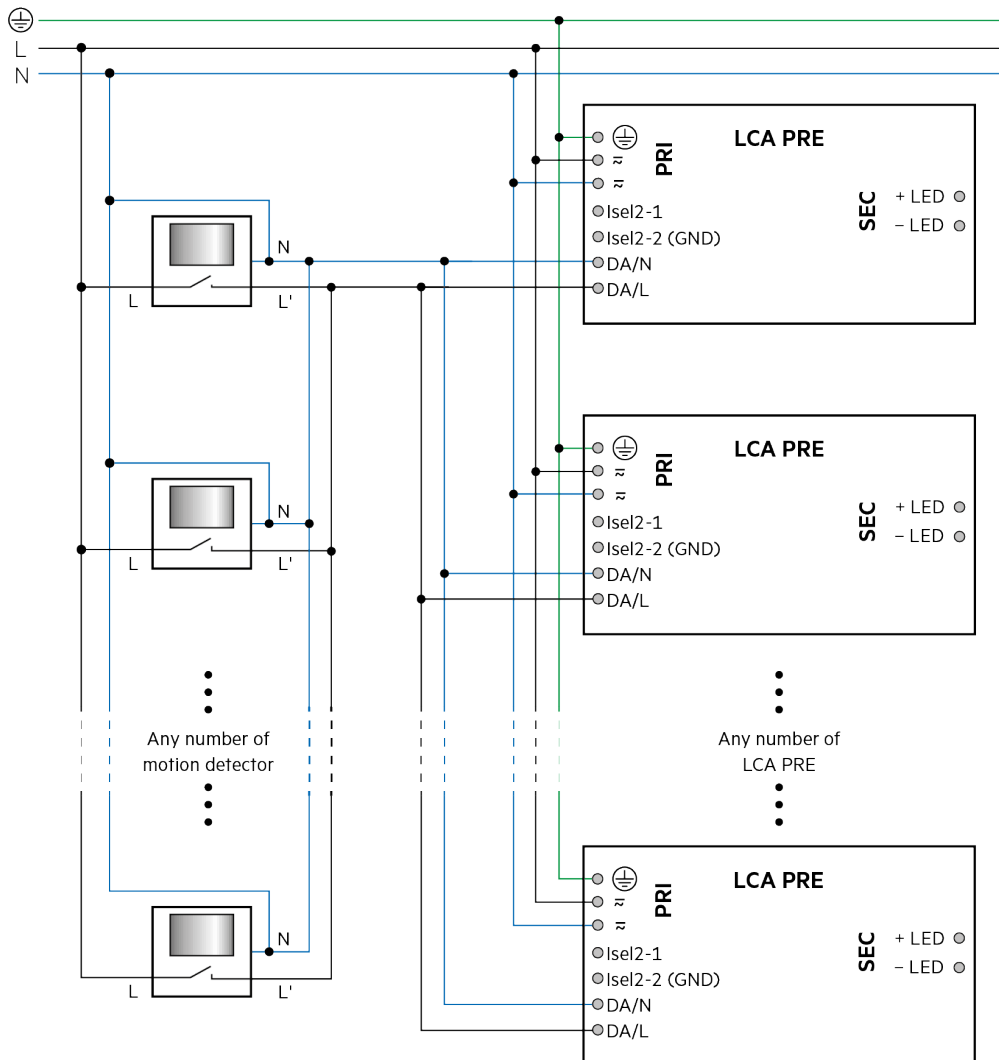 L
N
LCA PRE
PRI
≂
≂
SEC
+ LED
– LED
Isel2-1
Isel2-2 (GND)
DA/N
DA/L
N
L
L'
LCA PRE
PRI
≂
≂
SEC
+ LED
– LED
Isel2-1
Isel2-2 (GND)
DA/N
DA/L
N
L
L'
Any number of
motion detector
Any number of
LCA PRE
LCA PRE
PRI
≂
≂
SEC
+ LED
– LED
Isel2-1
Isel2-2 (GND)
DA/N
DA/L
N
L
L'